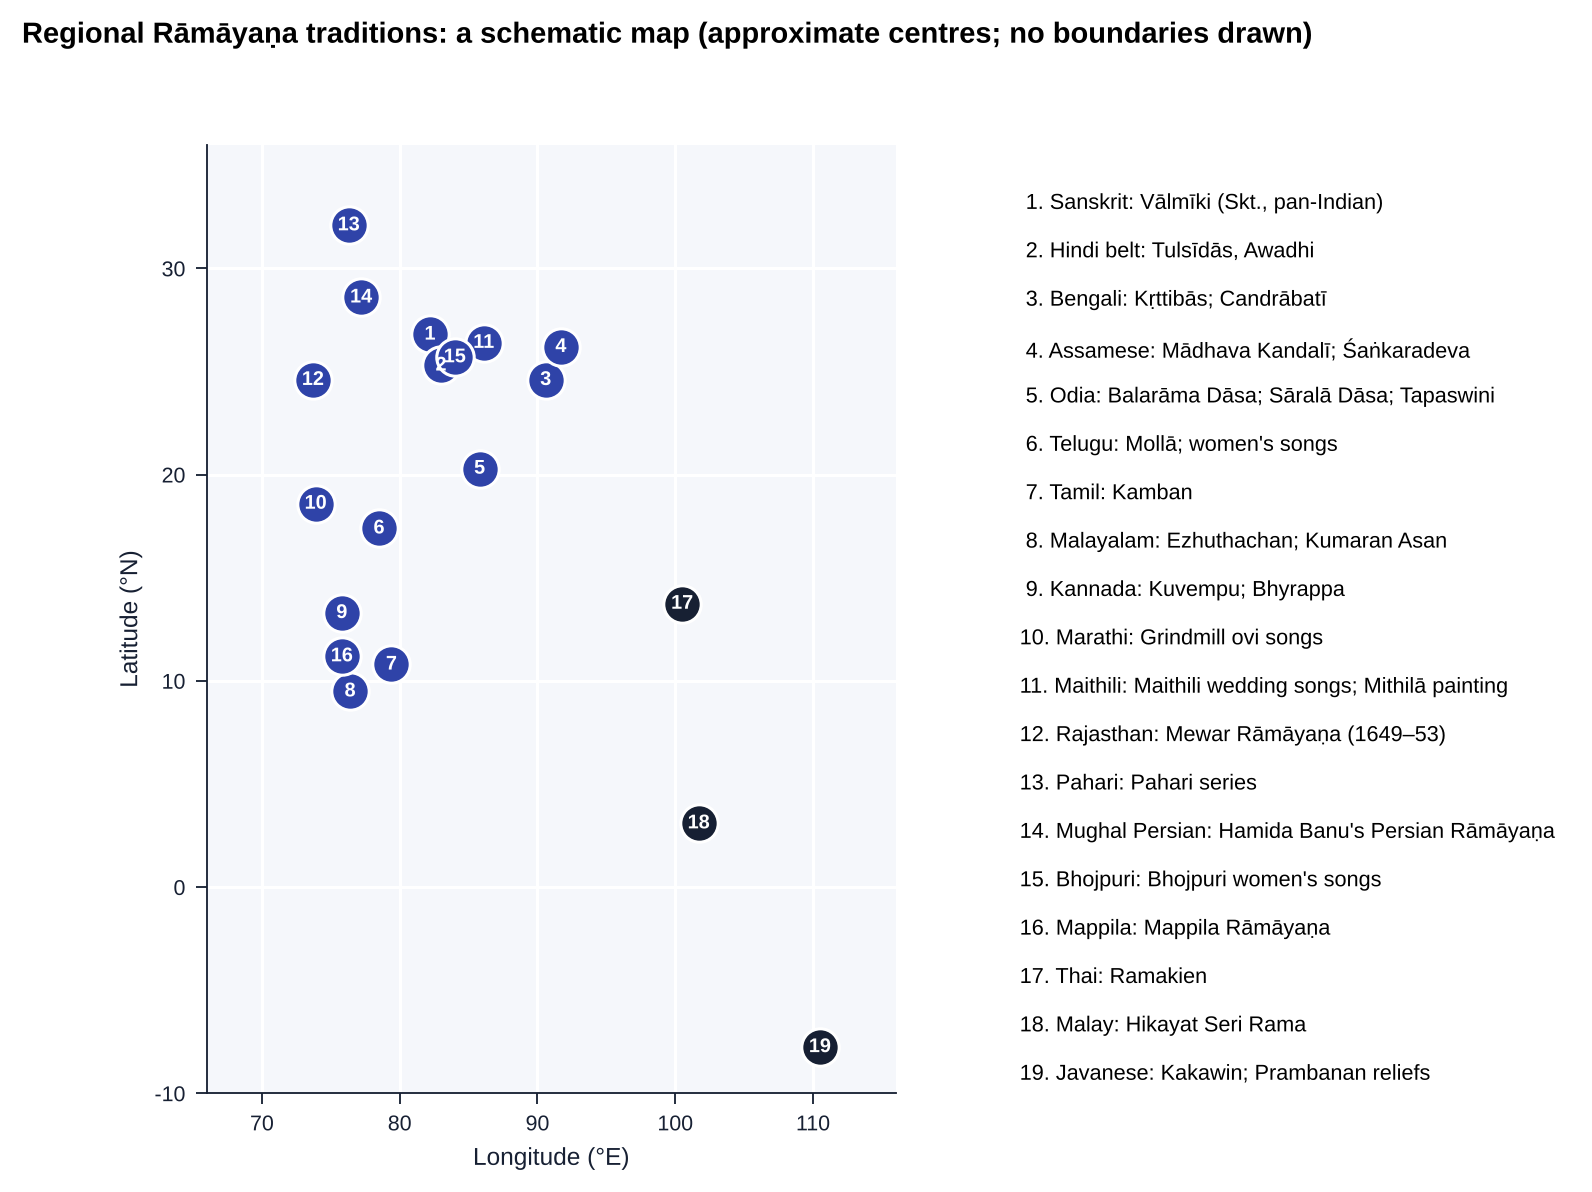 Regional Rāmāyaṇa traditions: a schematic map (approximate centres; no boundaries drawn)
13
14
1
11
4
2
15
12
3
5
10
6
9
17
16
7
8
18
19
30
20
10
0
-10
Latitude (°N)
70
80
90
100
110
Longitude (°E)
1. Sanskrit: Vālmīki (Skt., pan-Indian)
2. Hindi belt: Tulsīdās, Awadhi
3. Bengali: Kṛttibās; Candrābatī
4. Assamese: Mādhava Kandalī; Śaṅkaradeva
5. Odia: Balarāma Dāsa; Sāralā Dāsa; Tapaswini
6. Telugu: Mollā; women's songs
7. Tamil: Kamban
8. Malayalam: Ezhuthachan; Kumaran Asan
9. Kannada: Kuvempu; Bhyrappa
10. Marathi: Grindmill ovi songs
11. Maithili: Maithili wedding songs; Mithilā painting
12. Rajasthan: Mewar Rāmāyaṇa (1649–53)
13. Pahari: Pahari series
14. Mughal Persian: Hamida Banu's Persian Rāmāyaṇa
15. Bhojpuri: Bhojpuri women's songs
16. Mappila: Mappila Rāmāyaṇa
17. Thai: Ramakien
18. Malay: Hikayat Seri Rama
19. Javanese: Kakawin; Prambanan reliefs